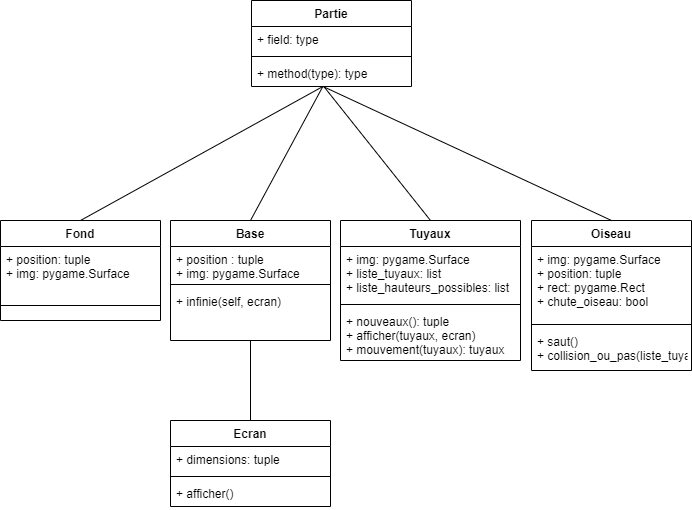 Partie
+ field: type
+ method(type): type
Fond
+ position: tuple
+ img: pygame.Surface
Base
+ position : tuple
+ img: pygame.Surface
+ infinie(self, ecran)
Tuyaux
+ img: pygame.Surface
+ liste_tuyaux: list
+ liste_hauteurs_possibles: list
+ nouveaux(): tuple
+ afficher(tuyaux, ecran)
+ mouvement(tuyaux): tuyaux
Oiseau
+ img: pygame.Surface
+ position: tuple
+ rect: pygame.Rect
+ chute_oiseau: bool
+ saut()
+ collision_ou_pas(liste_tuya
Ecran
+ dimensions: tuple
+ afficher()